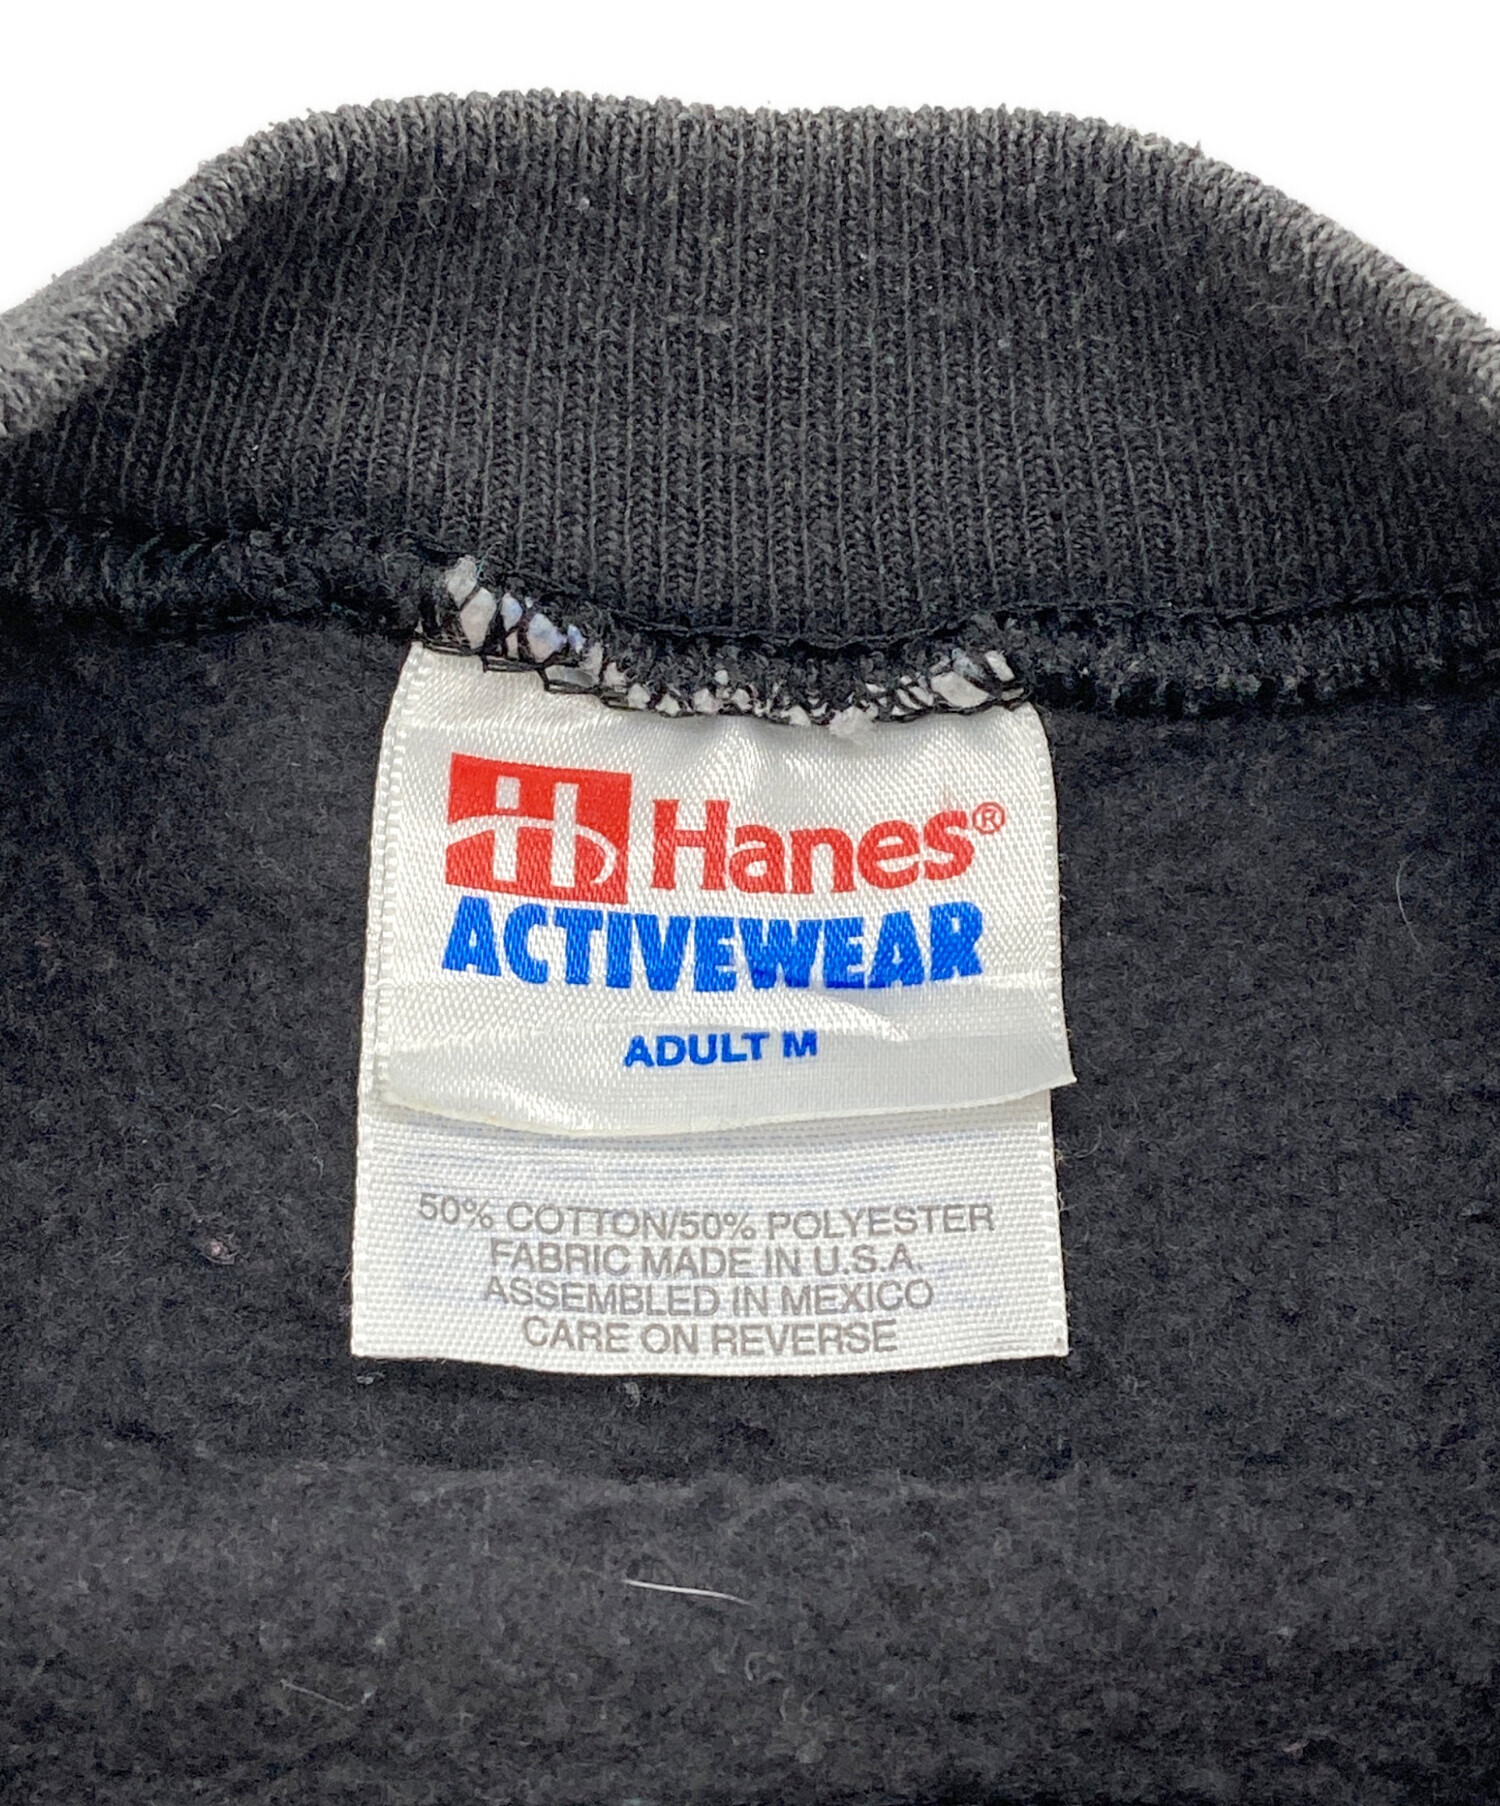 Hanes®
ACTIVEWEAR
ADULT M
50% COTTON/50% POLYESTER
FABRIC MADE IN U.S.A.
ASSEMBLED IN MEXICO
CARE ON REVERSE